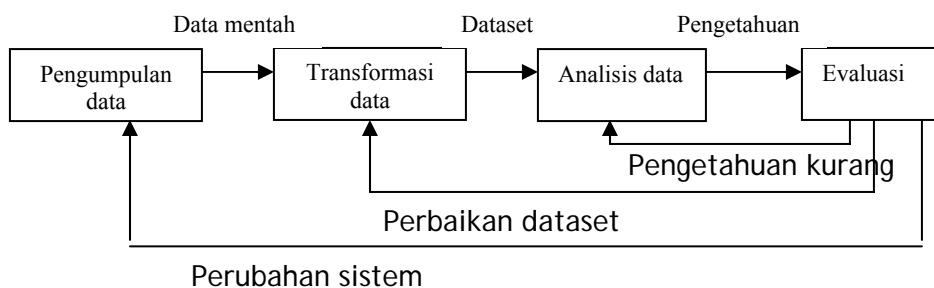 Data mentah
Dataset
Pengetahuan
Pengumpulan
data
Transformasi
data
Analisis data
Evaluasi
Pengetahuan kurang
Perbaikan dataset
Perubahan sistem